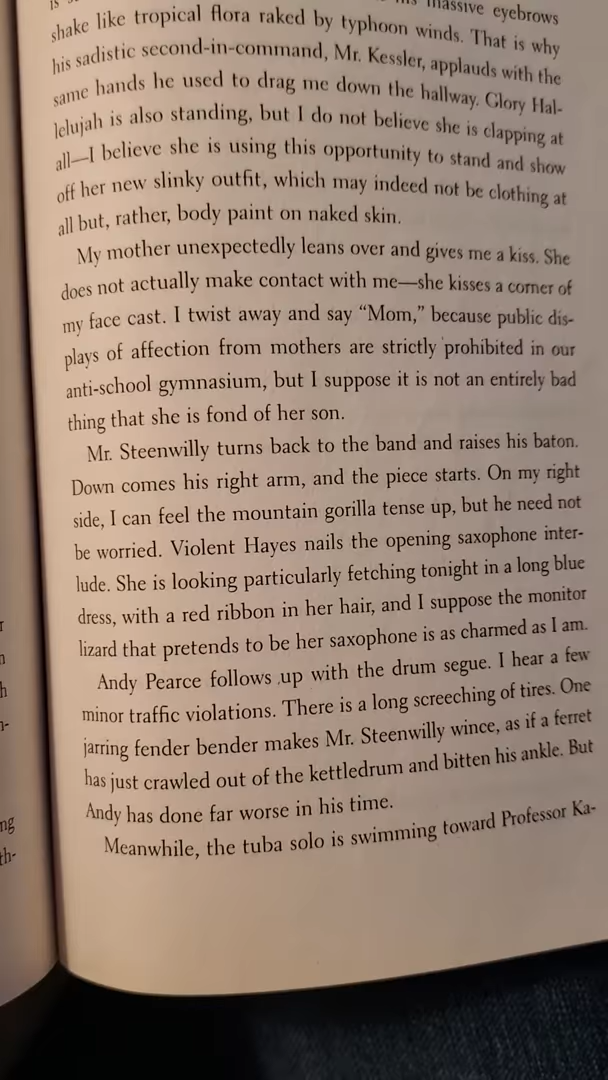 is
massive eyebrows
shake like tropical flora raked by typhoon winds. That is why
his sadistic second-in-command, Mr. Kessler, applauds with the
same hands he used to drag me down the hallway. Glory Hal-
lelujah is also standing, but I do not believe she is clapping at
all—I believe she is using this opportunity to stand and show
off her new slinky outfit, which may indeed not be clothing at
all but, rather, body paint on naked skin.
My mother unexpectedly leans over and gives me a kiss. She
does not actually make contact with me—she kisses a corner of
my face cast. I twist away and say “Mom,” because public dis-
plays of affection from mothers are strictly prohibited in our
anti-school gymnasium, but I suppose it is not an entirely bad
thing that she is fond of her son.
Mr. Steenwilly turns back to the band and raises his baton.
Down comes his right arm, and the piece starts. On my right
side, I can feel the mountain gorilla tense up, but he need not
be worried. Violent Hayes nails the opening saxophone inter-
lude. She is looking particularly fetching tonight in a long blue
dress, with a red ribbon in her hair, and I suppose the monitor
lizard that pretends to be her saxophone is as charmed as I am.
Andy Pearce follows up with the drum segue. I hear a few
minor traffic violations. There is a long screeching of tires. One
jarring fender bender makes Mr. Steenwilly wince, as if a ferret
has just crawled out of the kettledrum and bitten his ankle. But
Andy has done far worse in his time.
Meanwhile, the tuba solo is swimming toward Professor Ka-